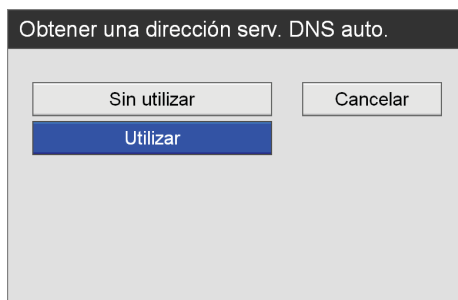 Obtener una dirección serv. DNS auto.
Sin utilizar
Cancelar
Utilizar